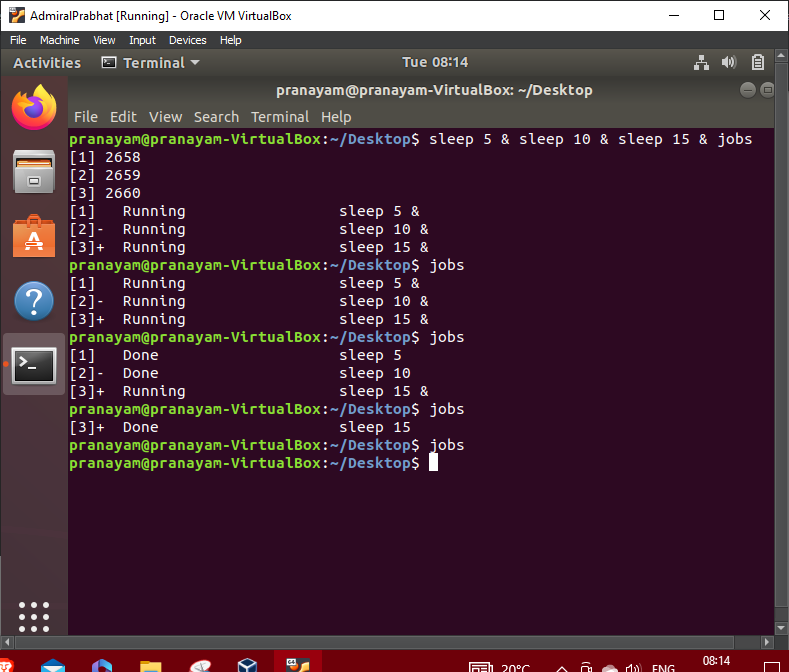 AdmiralPrabhat [Running] - Oracle VM VirtualBox
File Machine View Input Devices Help
Activities Terminal Tue 08:14
pranayam@pranayam-VirtualBox: ~/Desktop
File Edit View Search Terminal Help
pranayam@pranayam-VirtualBox:~/Desktop$ sleep 5 & sleep 10 & sleep 15 & jobs
[1] 2658
[2] 2659
[3] 2660
[1]   Running                 sleep 5 &
[2]-  Running                 sleep 10 &
[3]+  Running                 sleep 15 &
pranayam@pranayam-VirtualBox:~/Desktop$ jobs
[1]   Running                 sleep 5 &
[2]-  Running                 sleep 10 &
[3]+  Running                 sleep 15 &
pranayam@pranayam-VirtualBox:~/Desktop$ jobs
[1]   Done                    sleep 5
[2]-  Done                    sleep 10
[3]+  Running                 sleep 15 &
pranayam@pranayam-VirtualBox:~/Desktop$ jobs
[3]+  Done                    sleep 15
pranayam@pranayam-VirtualBox:~/Desktop$ jobs
pranayam@pranayam-VirtualBox:~/Desktop$
64
20°C ENG 08:14